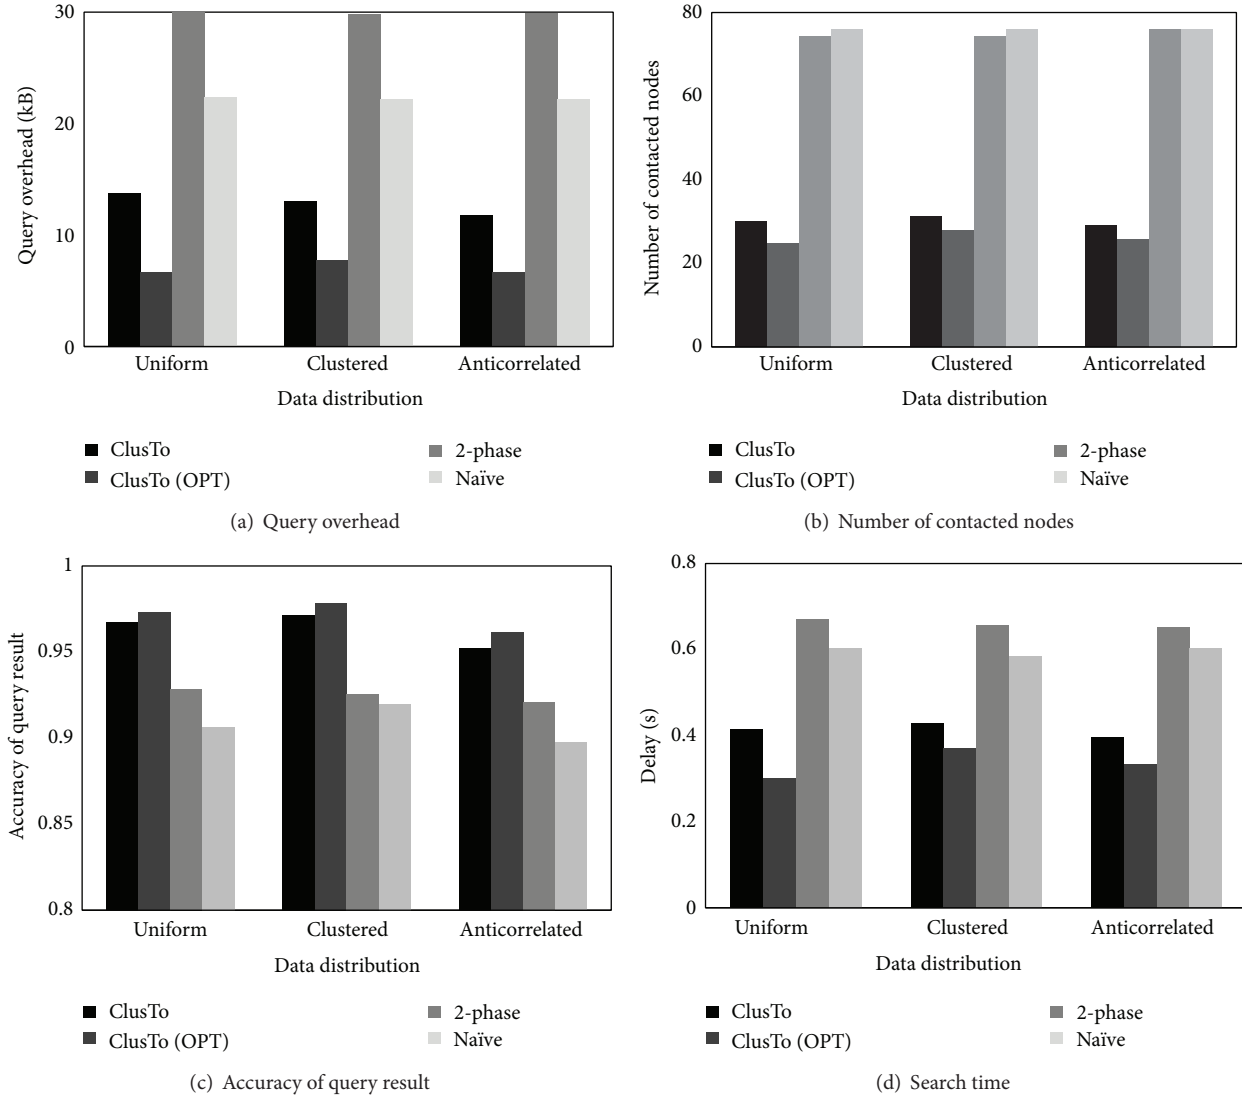 30
20
10
0
Query overhead (kB)
Uniform Clustered Anticorrelated
Data distribution
ClusTo 2-phase
ClusTo (OPT) Naïve
(a) Query overhead
80
60
40
20
0
Number of contacted nodes
Uniform Clustered Anticorrelated
Data distribution
ClusTo 2-phase
ClusTo (OPT) Naïve
(b) Number of contacted nodes
1
0.95
0.9
0.85
0.8
Accuracy of query result
Uniform Clustered Anticorrelated
Data distribution
ClusTo 2-phase
ClusTo (OPT) Naïve
(c) Accuracy of query result
0.8
0.6
0.4
0.2
0
Delay (s)
Uniform Clustered Anticorrelated
Data distribution
ClusTo 2-phase
ClusTo (OPT) Naïve
(d) Search time